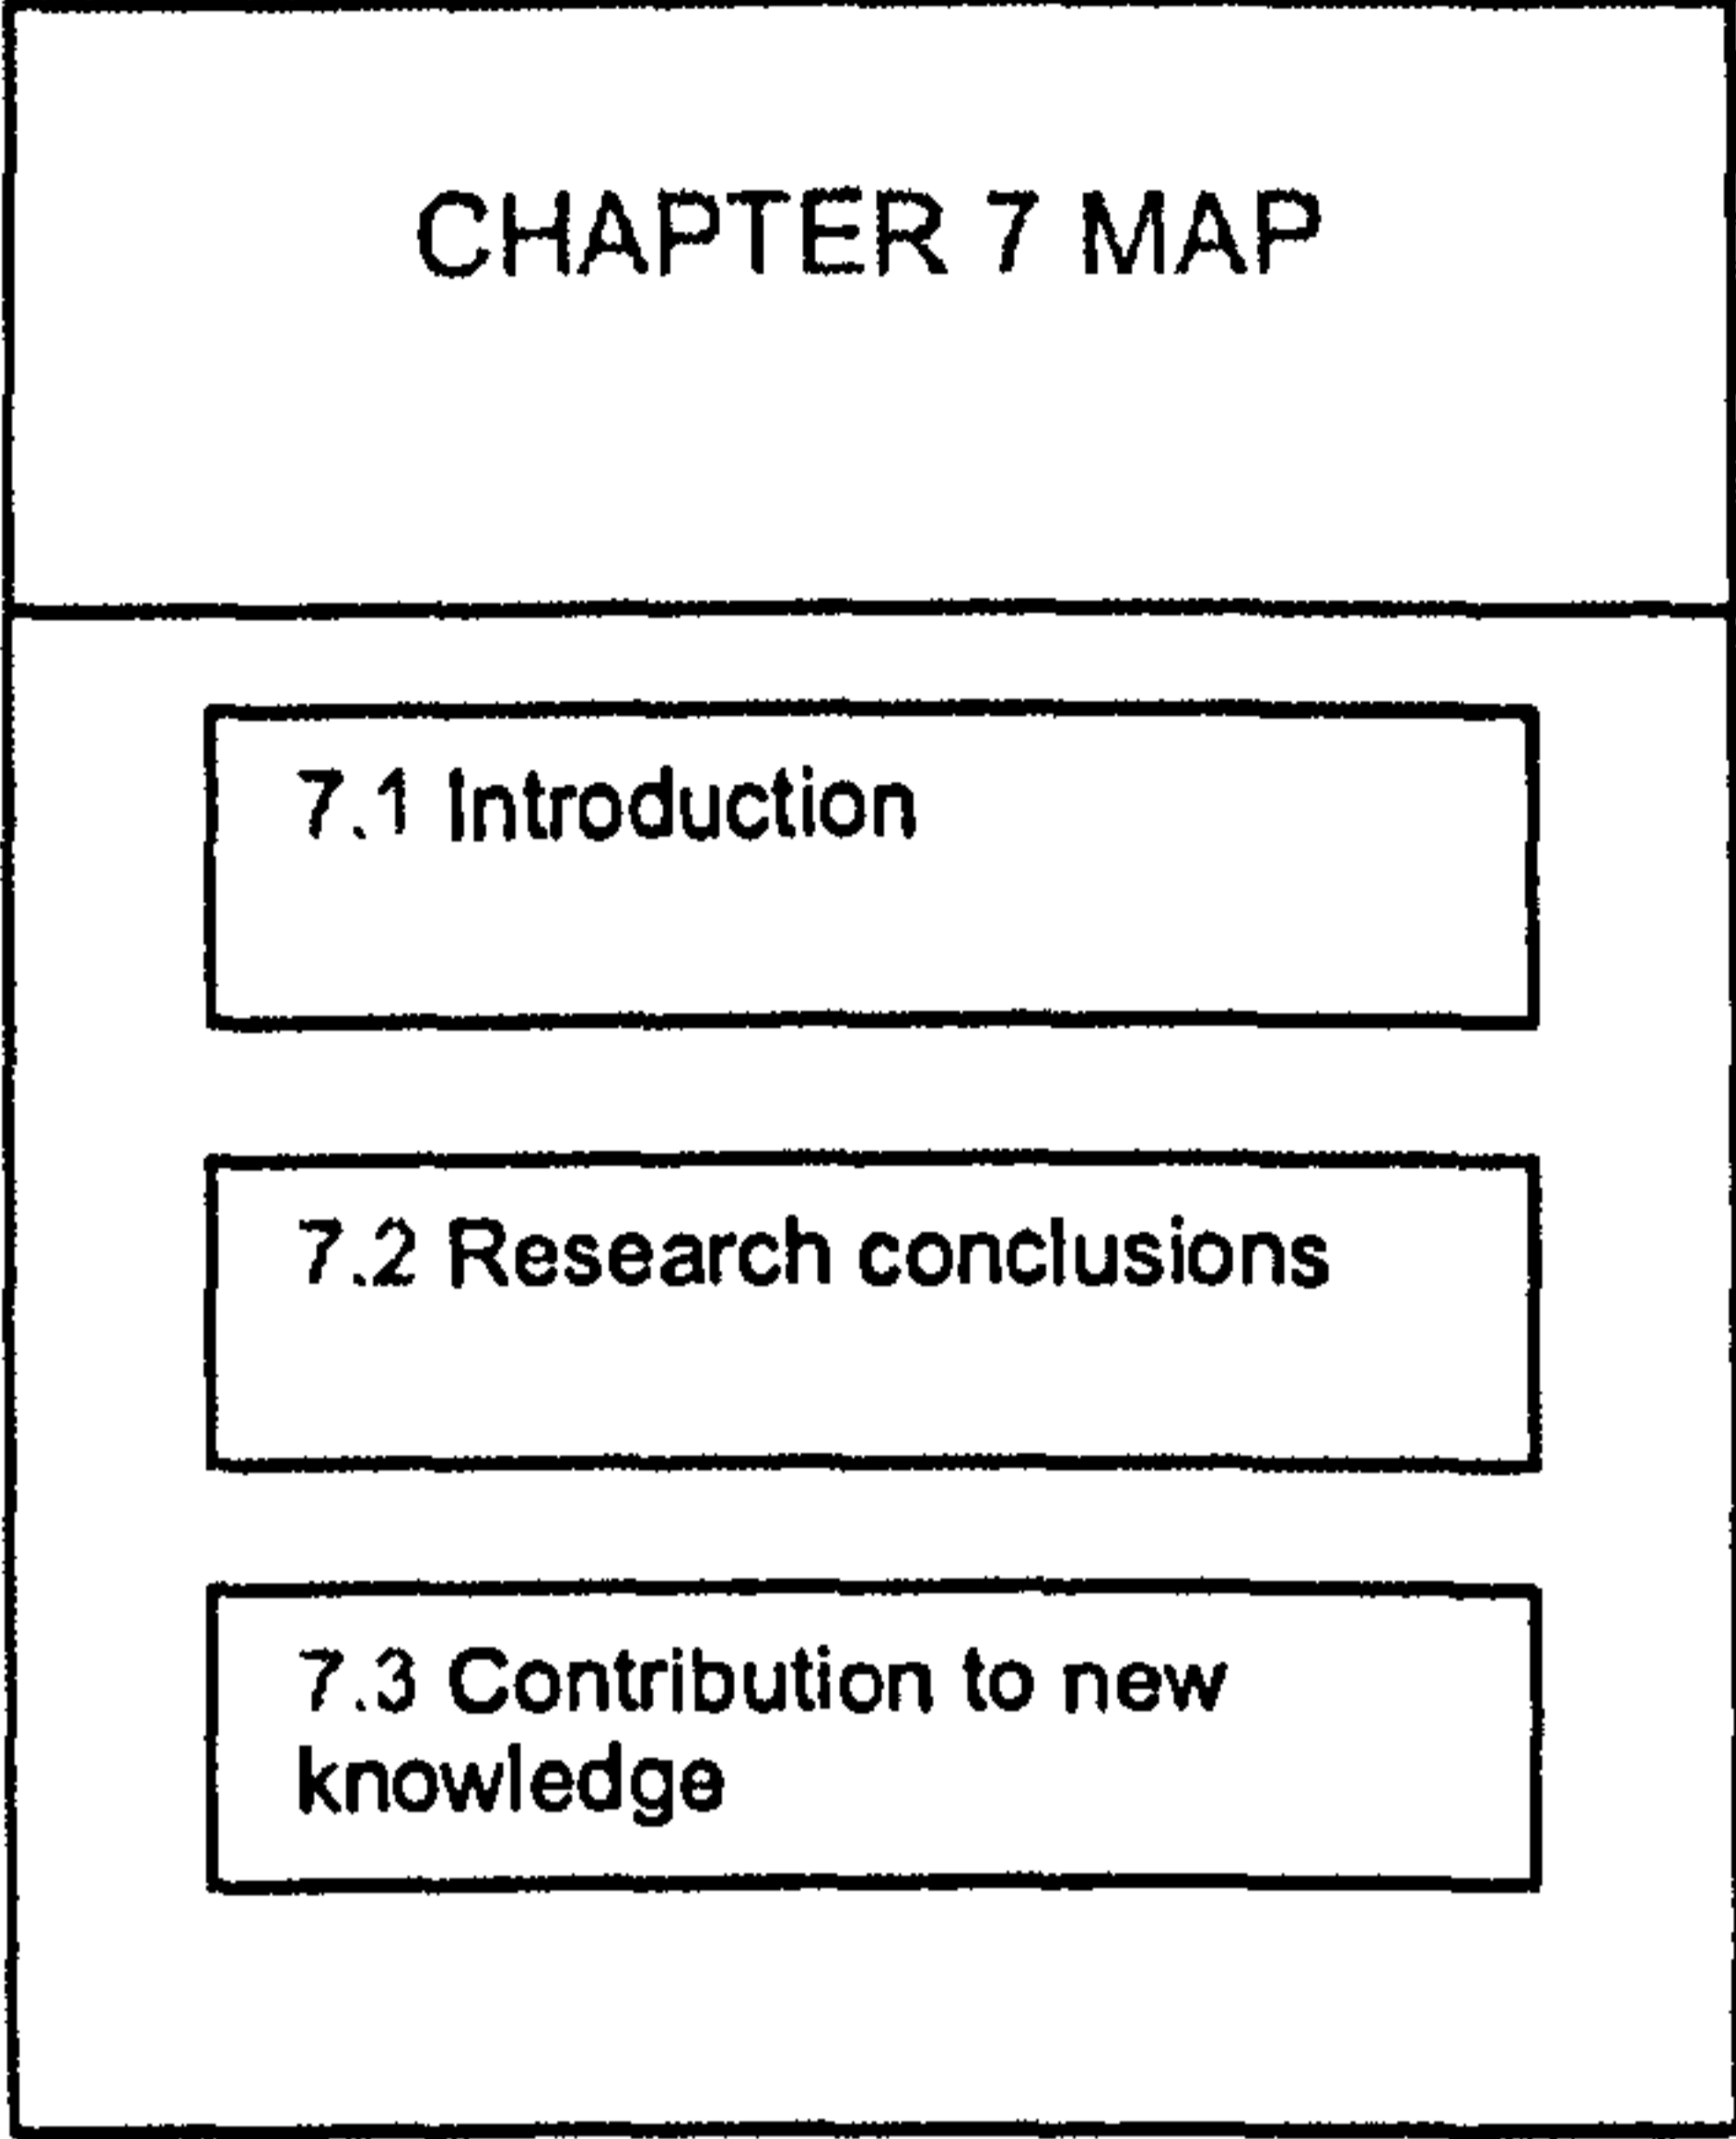 CHAPTER 7 MAP
7.1 Introduction
7.2 Research conclusions
7.3 Contribution to new
knowledge